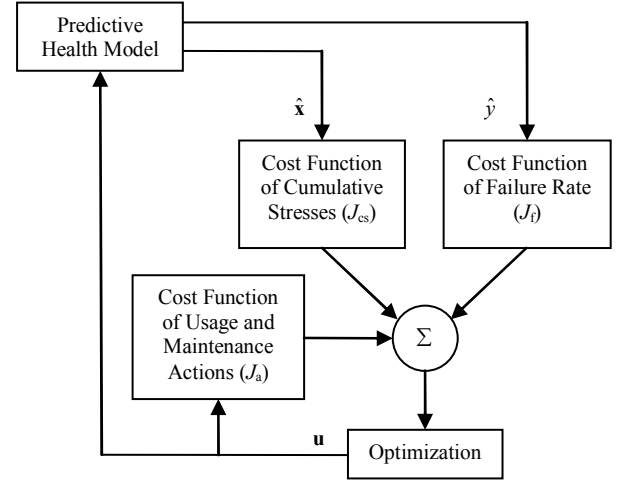 Predictive
Health Model
x̂
ŷ
Cost Function
of Cumulative
Stresses (Jcs)
Cost Function
of Failure Rate
(Jf)
Cost Function
of Usage and
Maintenance
Actions (Ja)
Σ
u
Optimization